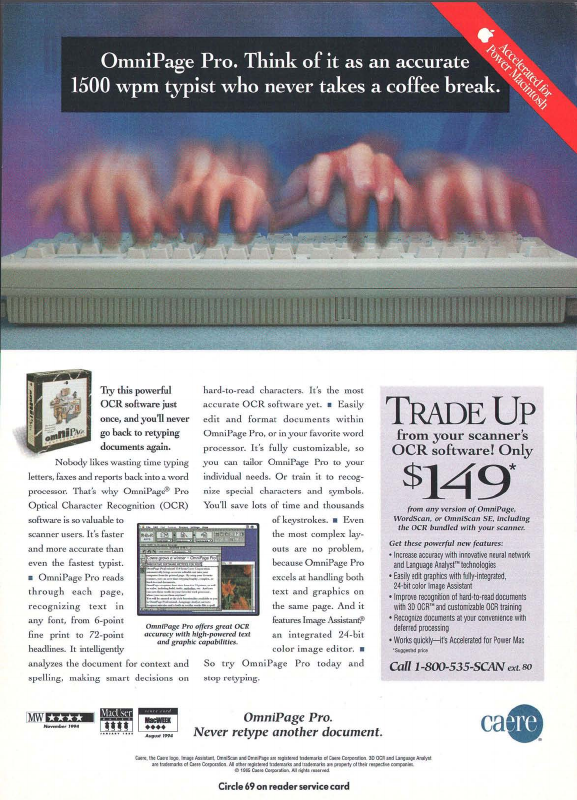 OmniPage Pro. Think of it as an accurate
1500 wpm typist who never takes a coffee break.
Accelerated for
Power Macintosh
Try this powerful
OCR software just
once, and you'll never
go back to retyping
documents again.
Nobody likes wasting time typing
letters, faxes and reports back into a word
processor. That's why OmniPage® Pro
Optical Character Recognition (OCR)
software is so valuable to
scanner users. It's faster
and more accurate than
even the fastest typist.
■ OmniPage Pro reads
through each page,
recognizing text in
any font, from 6-point
fine print to 72-point
headlines. It intelligently
analyzes the document for context and
spelling, making smart decisions on
hard-to-read characters. It's the most
accurate OCR software yet. ■ Easily
edit and format documents within
OmniPage Pro, or in your favorite word
processor. It's fully customizable, so
you can tailor OmniPage Pro to your
individual needs. Or train it to recog-
nize special characters and symbols.
You'll save lots of time and thousands
of keystrokes. ■ Even
the most complex lay-
outs are no problem,
because OmniPage Pro
excels at handling both
text and graphics on
the same page. And it
features Image Assistant,®
an integrated 24-bit
color image editor. ■
So try OmniPage Pro today and
stop retyping.
OmniPage Pro offers great OCR
accuracy with high-powered text
and graphic capabilities.
TRADE UP
from your scanner's
OCR software! Only
$149*
from any version of OmniPage,
WordScan, or OmniScan SE, including
the OCR bundled with your scanner.
Get these powerful new features:
• Increase accuracy with innovative neural network
and Language Analyst™ technologies
• Easily edit graphics with fully-integrated,
24-bit color Image Assistant
• Improve recognition of hard-to-read documents
with 3D OCR™ and customizable OCR training
• Recognize documents at your convenience with
deferred processing
• Works quickly—it's Accelerated for Power Mac
*Suggested price
Call 1-800-535-SCAN ext. 80
MW ★★★★
November 1994
MacUser
MacWEEK
August 1994
OmniPage Pro.
Never retype another document.
caere
Caere, the Caere logo, Image Assistant, OmniScan and OmniPage are registered trademarks of Caere Corporation. 3D OCR and Language Analyst
are trademarks of Caere Corporation. All other registered trademarks and trademarks are property of their respective companies.
© 1995 Caere Corporation. All rights reserved.
Circle 69 on reader service card